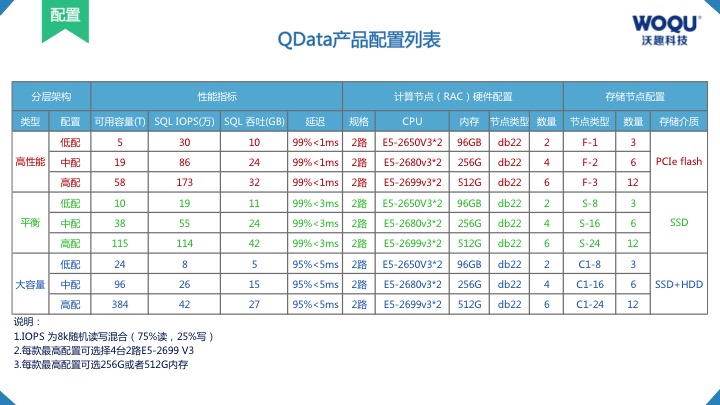 配置
WOQU
沃趣科技
QData产品配置列表
分层架构 性能指标 计算节点（RAC）硬件配置 存储节点配置
类型 配置 可用容量(T) SQL IOPS(万) SQL 吞吐(GB) 延迟 规格 CPU 内存 节点类型 数量 节点类型 数量 存储介质
低配 5 30 10 99%<1ms 2路 E5-2650V3*2 96GB db22 2 F-1 3
高性能 中配 19 86 24 99%<1ms 2路 E5-2680v3*2 256G db22 4 F-2 6 PCIe flash
高配 58 173 32 99%<1ms 2路 E5-2699v3*2 512G db22 6 F-3 12
低配 10 19 11 99%<3ms 2路 E5-2650V3*2 96GB db22 2 S-8 3
平衡 中配 38 55 24 99%<3ms 2路 E5-2680v3*2 256G db22 4 S-16 6 SSD
高配 115 114 42 99%<3ms 2路 E5-2699v3*2 512G db22 6 S-24 12
低配 24 8 5 95%<5ms 2路 E5-2650V3*2 96GB db22 2 C1-8 3
大容量 中配 96 26 15 95%<5ms 2路 E5-2680v3*2 256G db22 4 C1-16 6 SSD+HDD
高配 384 42 27 95%<5ms 2路 E5-2699v3*2 512G db22 6 C1-24 12
说明：
1.IOPS 为8k随机读写混合（75%读，25%写）
2.每款最高配置可选择4台2路E5-2699 V3
3.每款最高配置可选256G或者512G内存